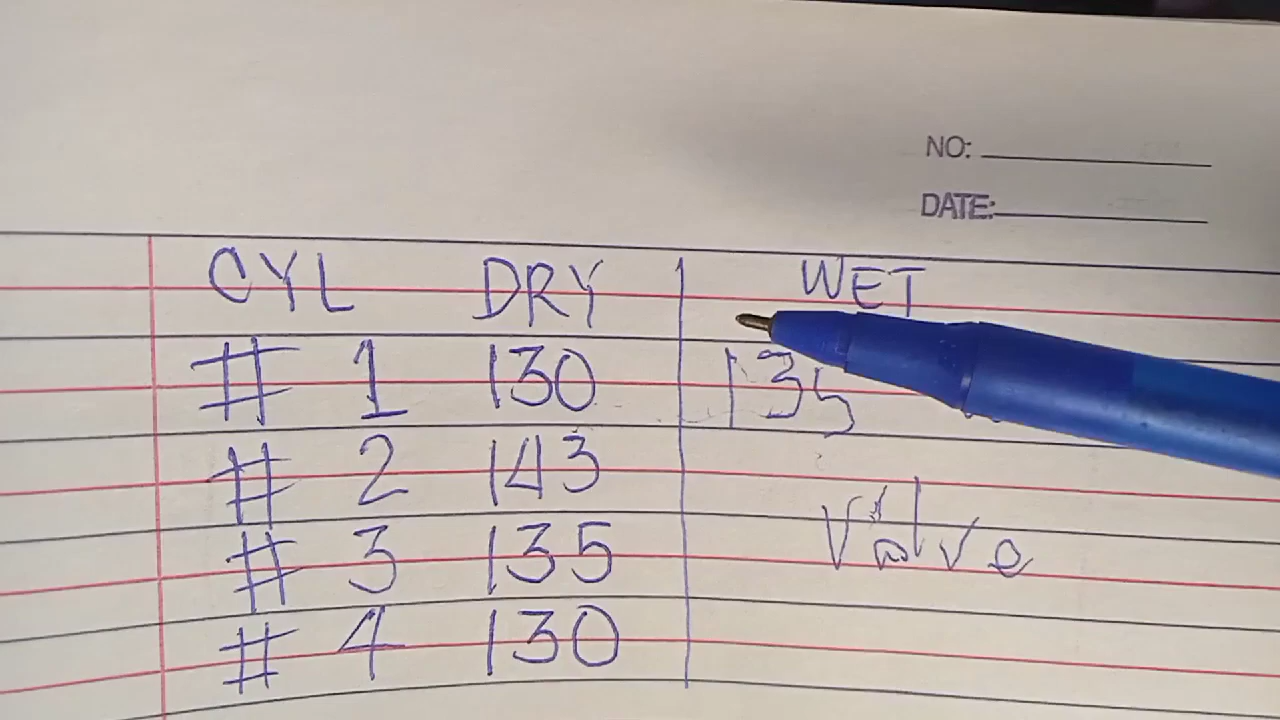 NO:
DATE:
CYL DRY WET
# 1 130 135
# 2 143
# 3 135 Valve
# 4 130